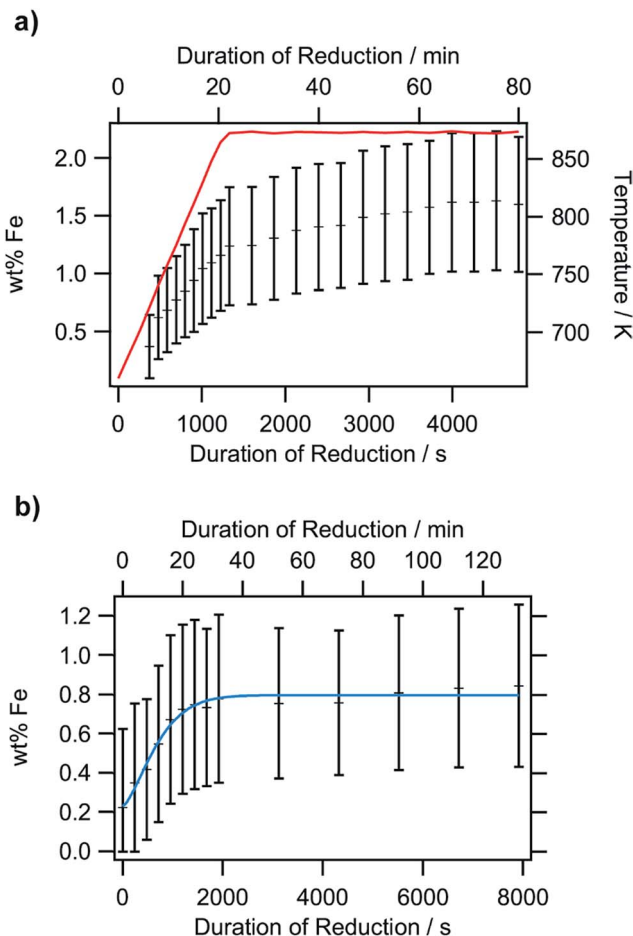 a)
Duration of Reduction / min
0 20 40 60 80
2.0
1.5
1.0
0.5
wt% Fe
850
800
750
700
Temperature / K
0 1000 2000 3000 4000
Duration of Reduction / s
b)
Duration of Reduction / min
0 20 40 60 80 100 120
1.2
1.0
0.8
0.6
0.4
0.2
0.0
wt% Fe
0 2000 4000 6000 8000
Duration of Reduction / s